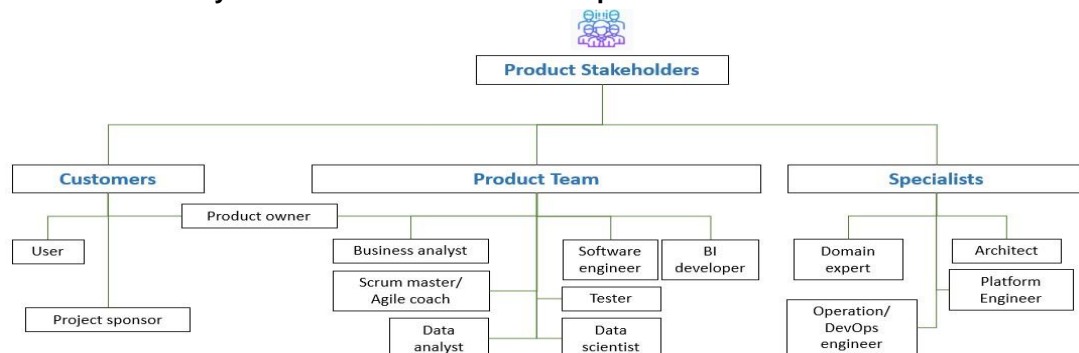 Product Stakeholders
Customers
Product Team
Specialists
Product owner
User
Project sponsor
Business analyst
Scrum master/
Agile coach
Data
analyst
Software
engineer
BI
developer
Tester
Data
scientist
Domain
expert
Architect
Platform
Engineer
Operation/
DevOps
engineer